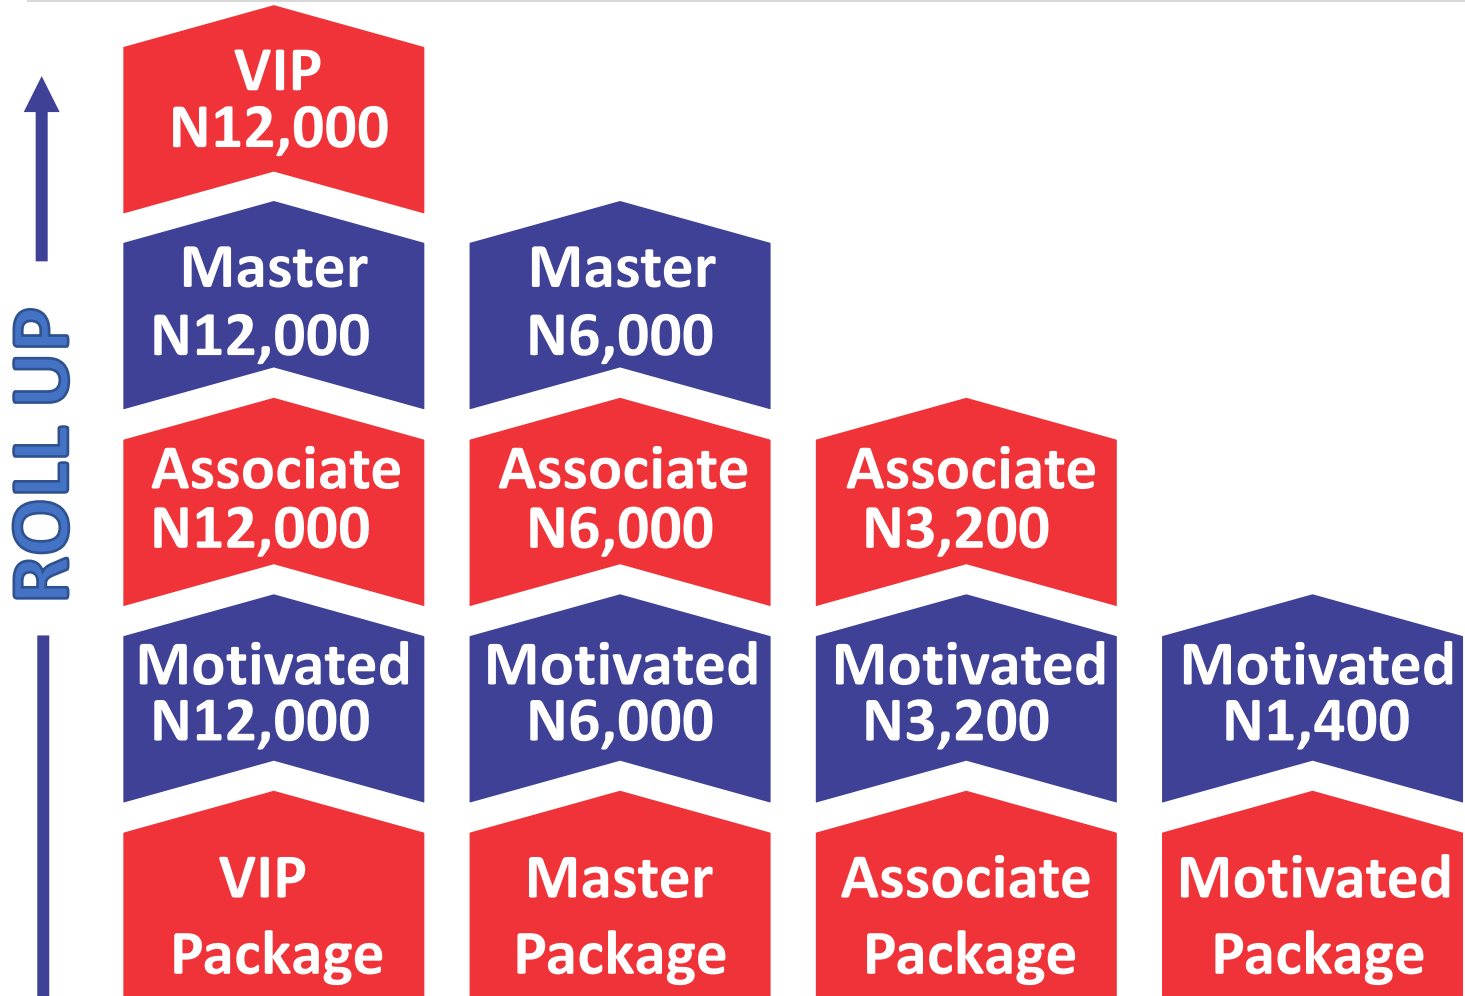 ROLL UP
VIP
N12,000
Master
N12,000
Master
N6,000
Associate
N12,000
Associate
N6,000
Associate
N3,200
Motivated
N12,000
Motivated
N6,000
Motivated
N3,200
Motivated
N1,400
VIP
Package
Master
Package
Associate
Package
Motivated
Package